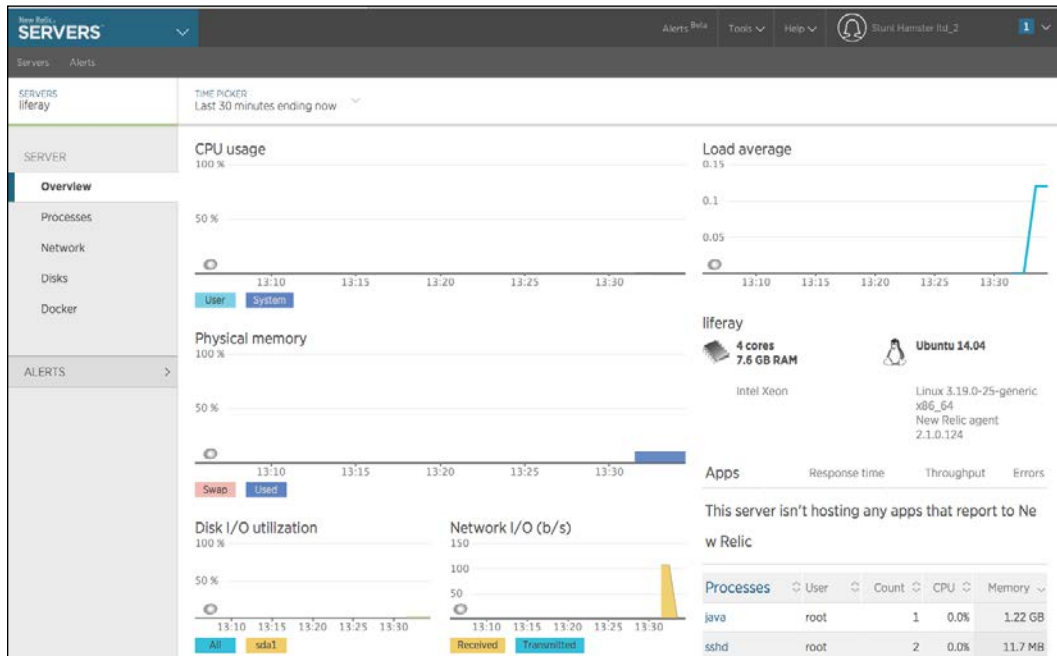 New Relic.
SERVERS
Alerts Beta
Tools
Help
Stunt Hamster ltd_2
1
Servers Alerts
SERVERS
liferay
TIME PICKER
Last 30 minutes ending now
SERVER
Overview
Processes
Network
Disks
Docker
ALERTS
CPU usage
100 %
50 %
13:10 13:15 13:20 13:25 13:30
User System
Physical memory
100 %
50 %
13:10 13:15 13:20 13:25 13:30
Swap Used
Disk I/O utilization
100 %
50 %
13:10 13:15 13:20 13:25 13:30
All sda1
Network I/O (b/s)
150
100
50
13:10 13:15 13:20 13:25 13:30
Received Transmitted
Load average
0.15
0.1
0.05
13:10 13:15 13:20 13:25 13:30
liferay
4 cores
7.6 GB RAM
Intel Xeon
Ubuntu 14.04
Linux 3.19.0-25-generic
x86_64
New Relic agent
2.1.0.124
Apps Response time Throughput Errors
This server isn't hosting any apps that report to Ne
w Relic
Processes User Count CPU Memory
java root 1 0.0% 1.22 GB
sshd root 2 0.0% 11.7 MB